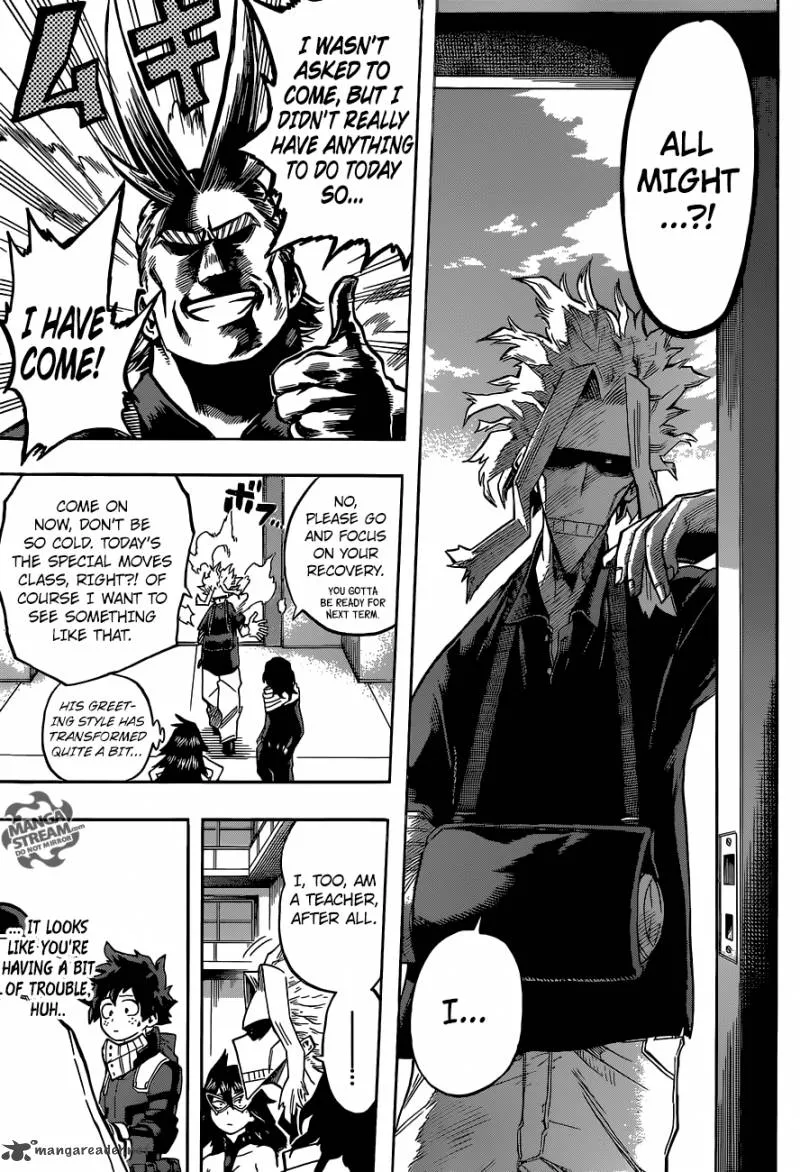 ALL
MIGHT
...?!
I...
I WASN'T
ASKED TO
COME, BUT I
DIDN'T REALLY
HAVE ANYTHING
TO DO TODAY
SO...
ムキ
I HAVE
COME!
NO,
PLEASE GO
AND FOCUS
ON YOUR
RECOVERY.
YOU GOTTA
BE READY FOR
NEXT TERM.
ボフ
COME ON
NOW, DON'T BE
SO COLD. TODAY'S
THE SPECIAL MOVES
CLASS, RIGHT?! OF
COURSE I WANT TO
SEE SOMETHING
LIKE THAT.
HIS GREET-
ING STYLE HAS
TRANSFORMED
QUITE A BIT...
I, TOO, AM
A TEACHER,
AFTER ALL.
... IT LOOKS
LIKE YOU'RE
HAVING A BIT
OF TROUBLE,
HUH..
MANGA
STREAM.COM
DO NOT MIRROR!
mangareader